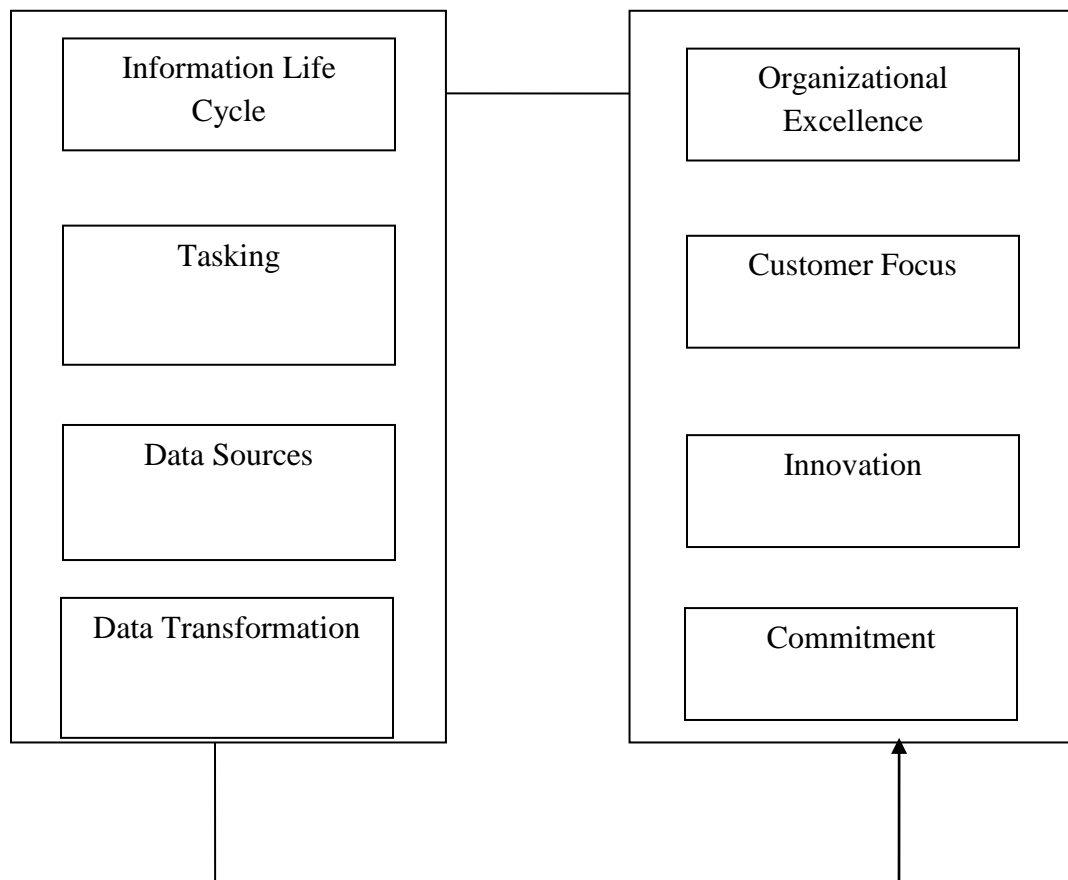 Information Life
Cycle
Tasking
Data Sources
Data Transformation
Organizational
Excellence
Customer Focus
Innovation
Commitment